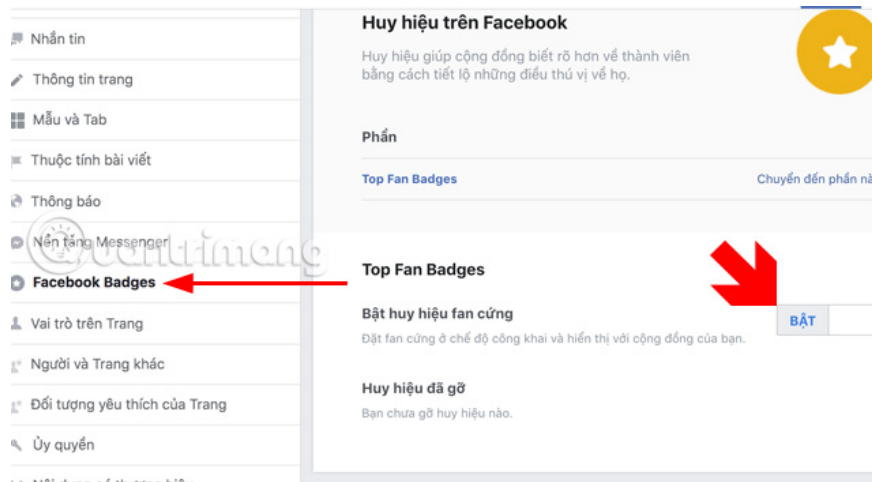 Nhắn tin
Thông tin trang
Mẫu và Tab
Thuộc tính bài viết
Thông báo
Nền tảng Messenger
Quantrimang
Facebook Badges
Vai trò trên Trang
Người và Trang khác
Đối tượng yêu thích của Trang
Ủy quyền
Huy hiệu trên Facebook
Huy hiệu giúp cộng đồng biết rõ hơn về thành viên
bằng cách tiết lộ những điều thú vị về họ.
Phần
Top Fan Badges
Chuyển đến phần nà
Top Fan Badges
Bật huy hiệu fan cứng
BẬT
Đặt fan cứng ở chế độ công khai và hiển thị với cộng đồng của bạn.
Huy hiệu đã gỡ
Bạn chưa gỡ huy hiệu nào.